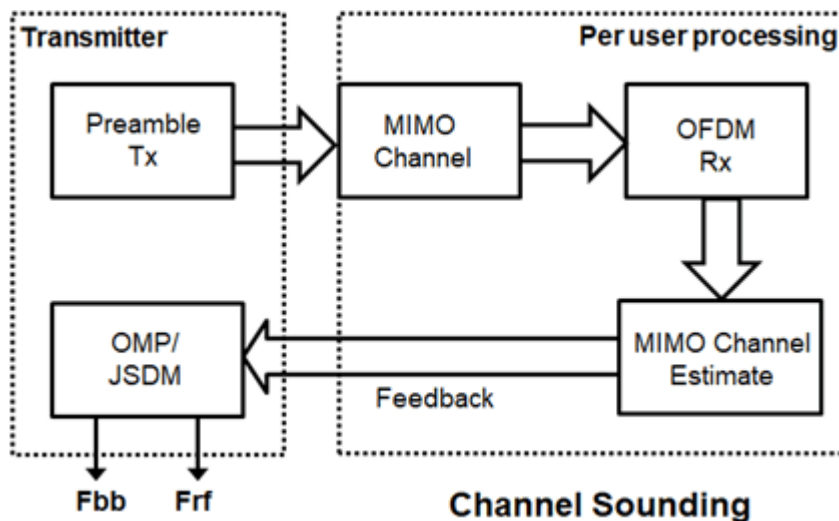 Transmitter
Per user processing
Preamble
Tx
MIMO
Channel
OFDM
Rx
OMP/
JSDM
Feedback
MIMO Channel
Estimate
Fbb
Frf
Channel Sounding